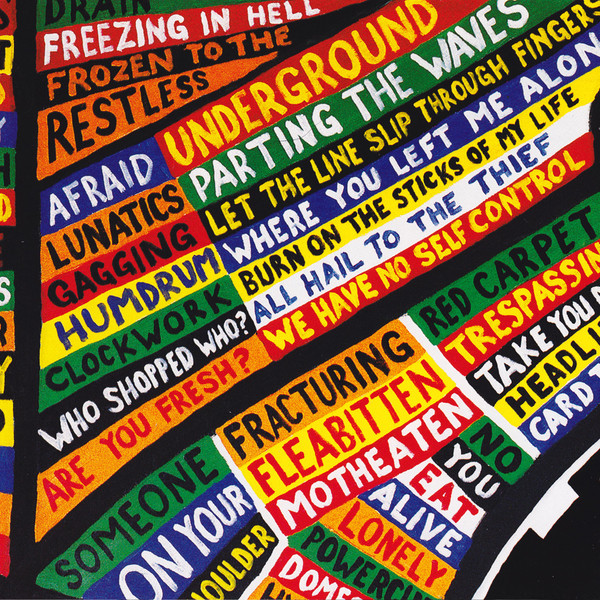 DRAIN
FREEZING IN HELL
FROZEN TO THE
RESTLESS
AFRAID
UNDERGROUND
LUNATICS
PARTING THE WAVES
GAGGING
LET THE LINE SLIP THROUGH FINGERS
HUMDRUM
WHERE YOU LEFT ME ALON
CLOCKWORK
BURN ON THE STICKS OF MY LIFE
WHO SHOPPED WHO?
ALL HAIL TO THE THIEF
ARE YOU FRESH?
WE HAVE NO SELF CONTROL
FRACTURING
RED CARPET
FLEABITTEN
TRESPASSIN
MOTHEATEN
TAKE YOU D
HEADLI
CARD T
NO
YOU
EAT
ALIVE
SOMEONE
ON YOUR
SHOULDER
LONELY
POWERCU
DOMES